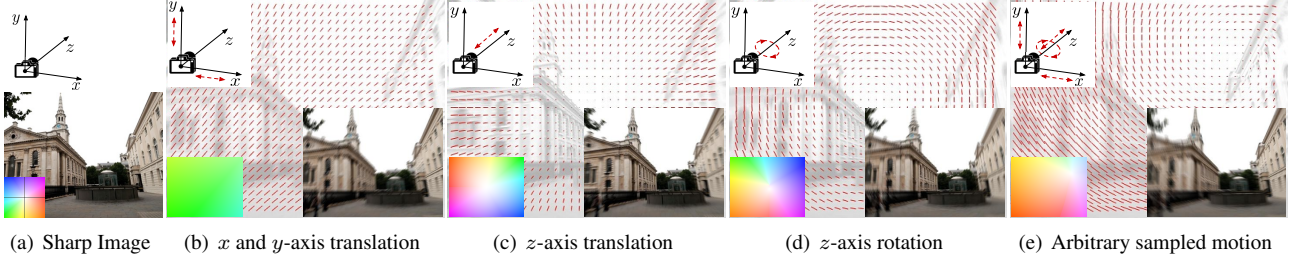 y
z
x
y
z
x
y
z
x
y
z
x
y
z
x
(a) Sharp Image
(b) x and y-axis translation
(c) z-axis translation
(d) z-axis rotation
(e) Arbitrary sampled motion